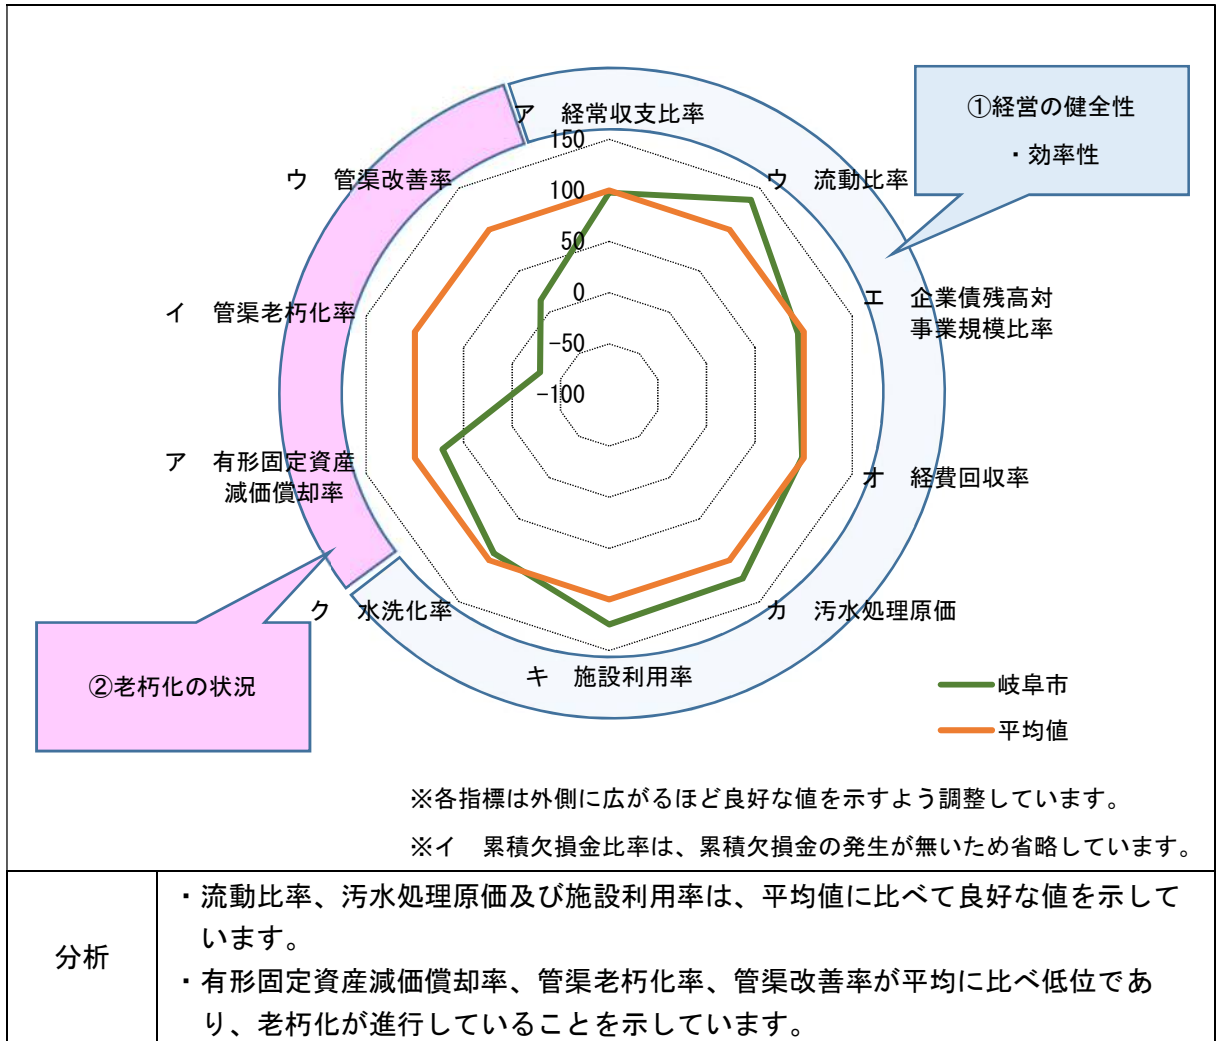 ①経営の健全性
・効率性
ア　経常収支比率
ウ　流動比率
エ　企業債残高対
事業規模比率
オ　経費回収率
カ　汚水処理原価
キ　施設利用率
ク　水洗化率
ア　有形固定資産
減価償却率
イ　管渠老朽化率
ウ　管渠改善率
150
100
50
0
-50
-100
②老朽化の状況
岐阜市
平均値
※各指標は外側に広がるほど良好な値を示すよう調整しています。
※イ　累積欠損金比率は、累積欠損金の発生が無いため省略しています。
分析
・流動比率、汚水処理原価及び施設利用率は、平均値に比べて良好な値を示して
います。
・有形固定資産減価償却率、管渠老朽化率、管渠改善率が平均に比べ低位であ
り、老朽化が進行していることを示しています。